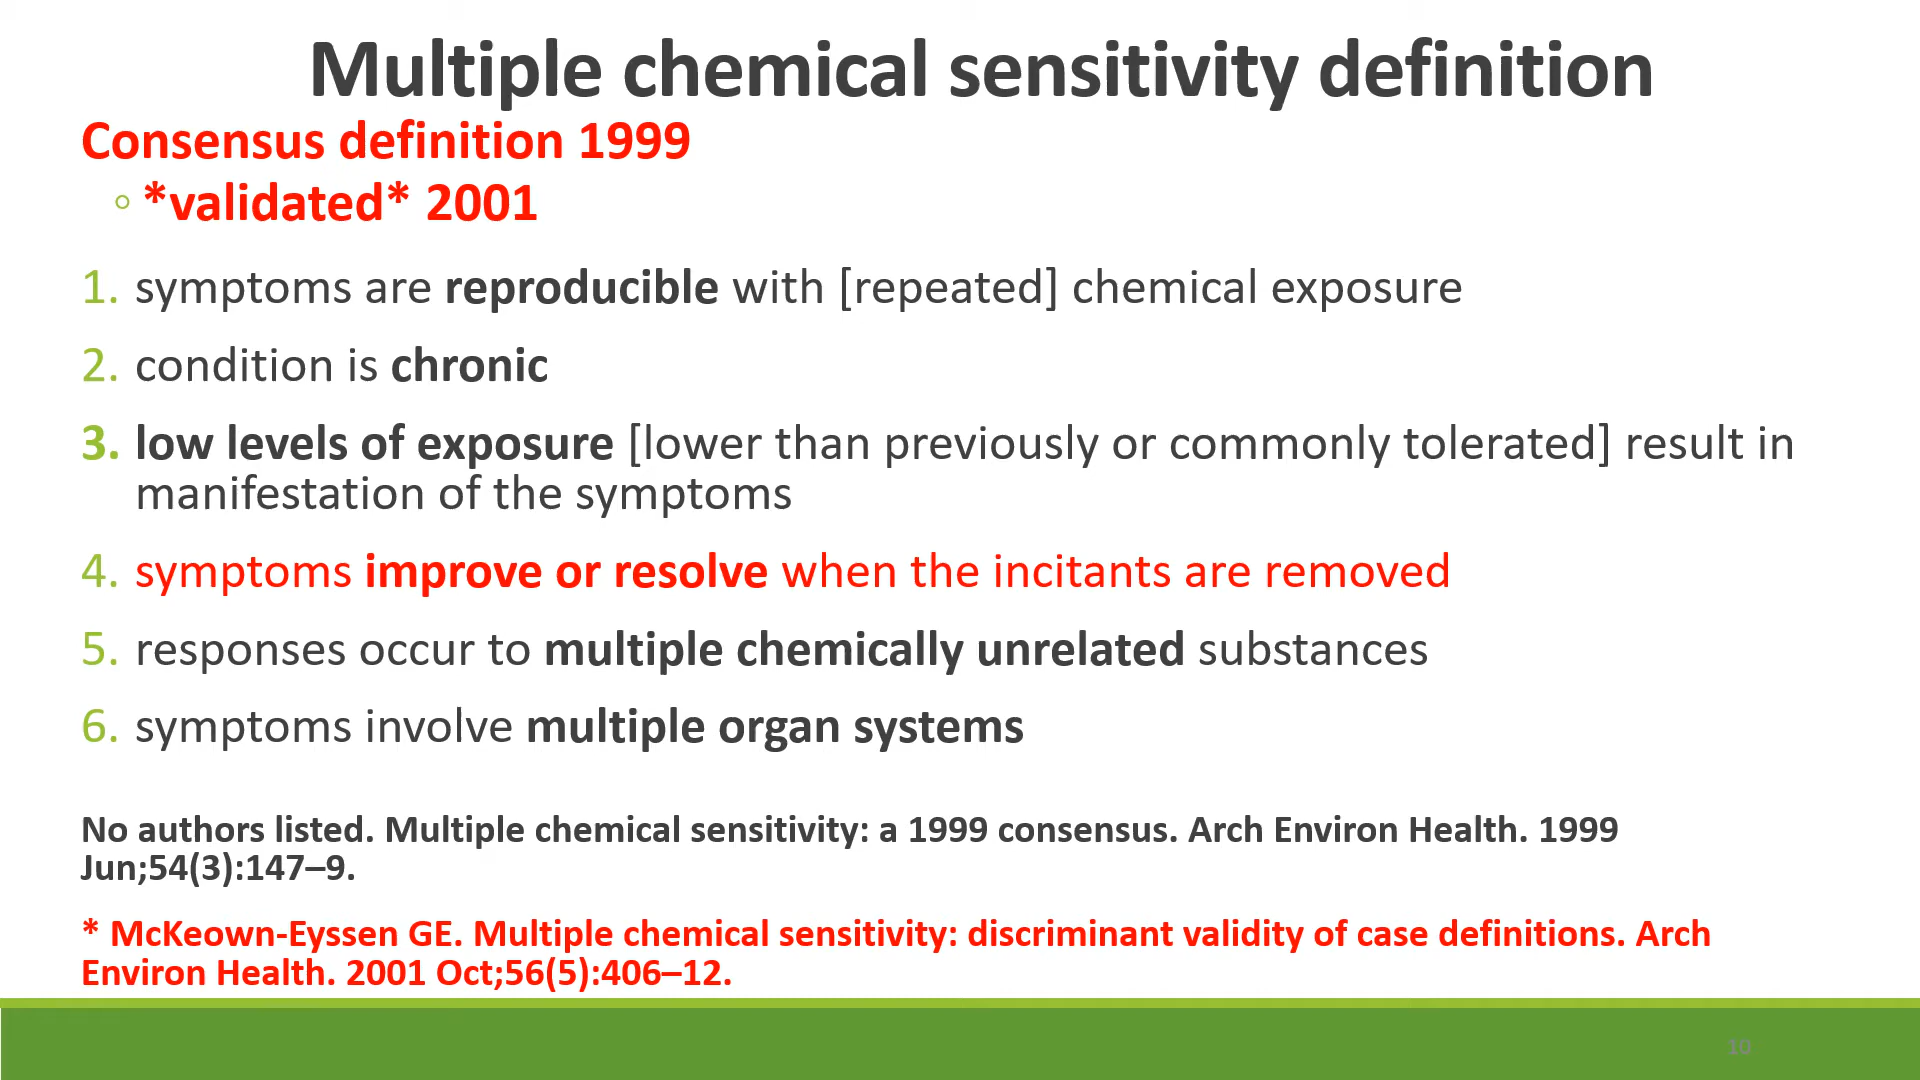 Multiple chemical sensitivity definition
Consensus definition 1999
◦ *validated* 2001
1. symptoms are reproducible with [repeated] chemical exposure
2. condition is chronic
3. low levels of exposure [lower than previously or commonly tolerated] result in
manifestation of the symptoms
4. symptoms improve or resolve when the incitants are removed
5. responses occur to multiple chemically unrelated substances
6. symptoms involve multiple organ systems
No authors listed. Multiple chemical sensitivity: a 1999 consensus. Arch Environ Health. 1999
Jun;54(3):147–9.
* McKeown-Eyssen GE. Multiple chemical sensitivity: discriminant validity of case definitions. Arch
Environ Health. 2001 Oct;56(5):406–12.
10